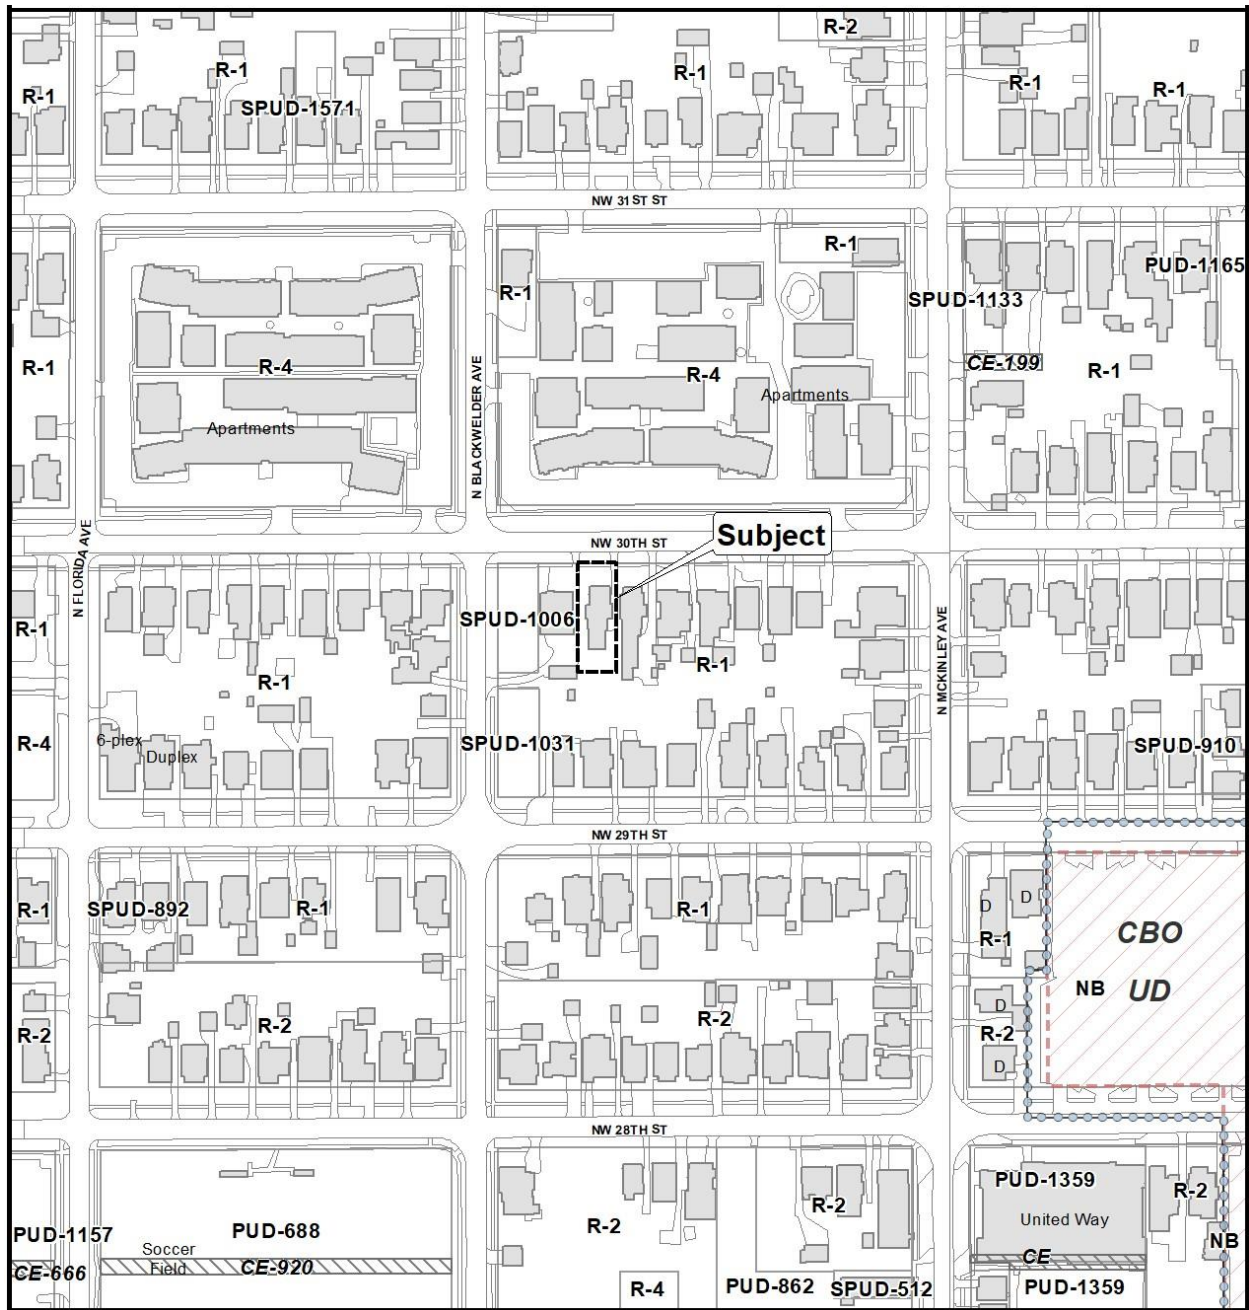 R-2
R-1
R-1
R-1
R-1
R-1
SPUD-1571
NW 31ST ST
R-1
R-1
PUD-1165
SPUD-1133
R-1
R-4
R-4
CE-199
R-1
Apartments
Apartments
N BLACKWELDER AVE
NW 30TH ST
Subject
N FLORIDA AVE
R-1
SPUD-1006
N MCKINLEY AVE
R-1
R-1
R-4
6-plex
Duplex
SPUD-1031
SPUD-910
NW 29TH ST
R-1
SPUD-892
R-1
R-1
D
D
R-1
CBO
NB
UD
R-2
R-2
R-2
D
R-2
D
NW 28TH ST
PUD-1359
R-2
United Way
PUD-1157
PUD-688
R-2
R-2
NB
Soccer
Field
CE-666
CE-920
CE
R-4
PUD-862
SPUD-512
PUD-1359